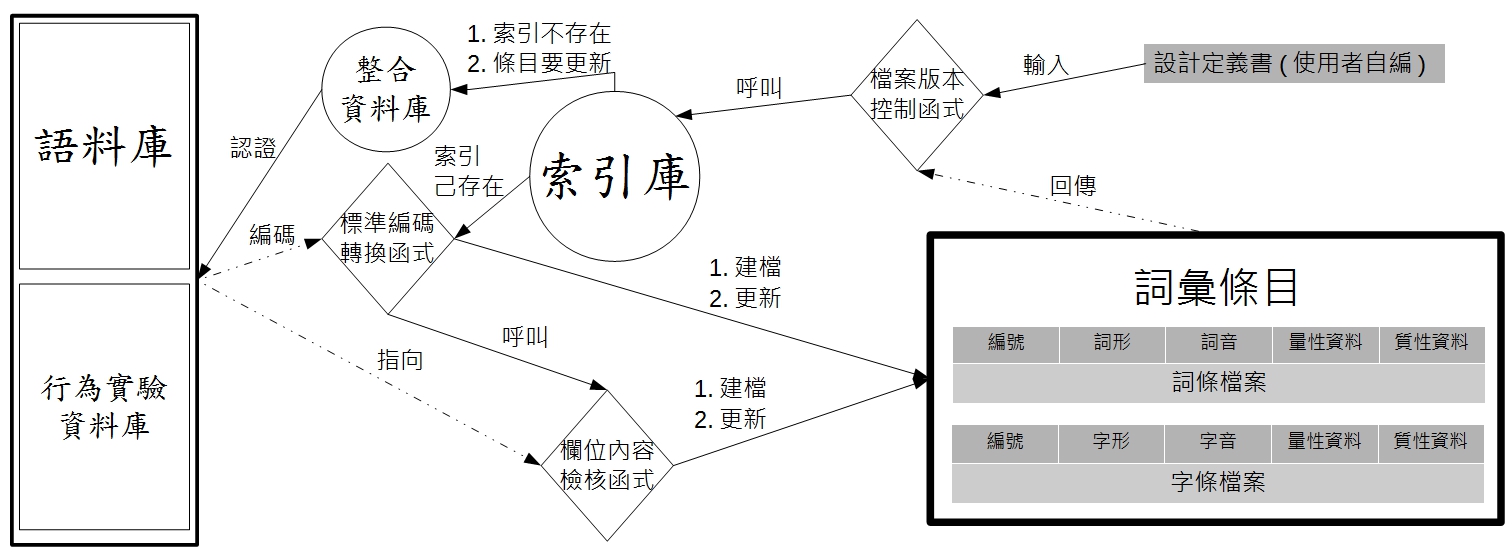 語料庫
行為實驗
資料庫
整合
資料庫
1. 索引不存在
2. 條目要更新
認證
索引
己存在
索引庫
呼叫
檔案版本
控制函式
輸入
設計定義書 ( 使用者自編 )
回傳
編碼
標準編碼
轉換函式
1. 建檔
2. 更新
呼叫
指向
欄位內容
檢核函式
1. 建檔
2. 更新
詞彙條目
編號 詞形 詞音 量性資料 質性資料
詞條檔案
編號 字形 字音 量性資料 質性資料
字條檔案